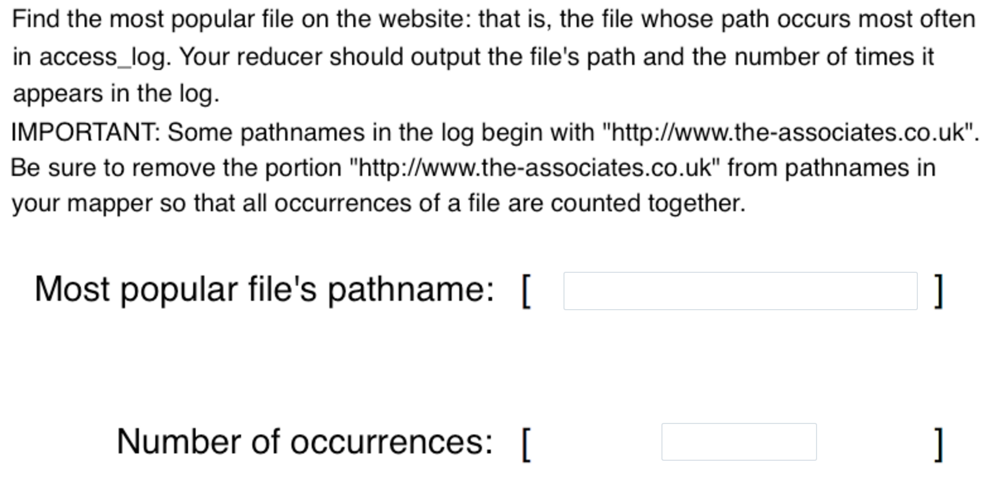 Find the most popular file on the website: that is, the file whose path occurs most often
in access_log. Your reducer should output the file's path and the number of times it
appears in the log.
IMPORTANT: Some pathnames in the log begin with "http://www.the-associates.co.uk".
Be sure to remove the portion "http://www.the-associates.co.uk" from pathnames in
your mapper so that all occurrences of a file are counted together.
Most popular file's pathname: [ ]
Number of occurrences: [ ]